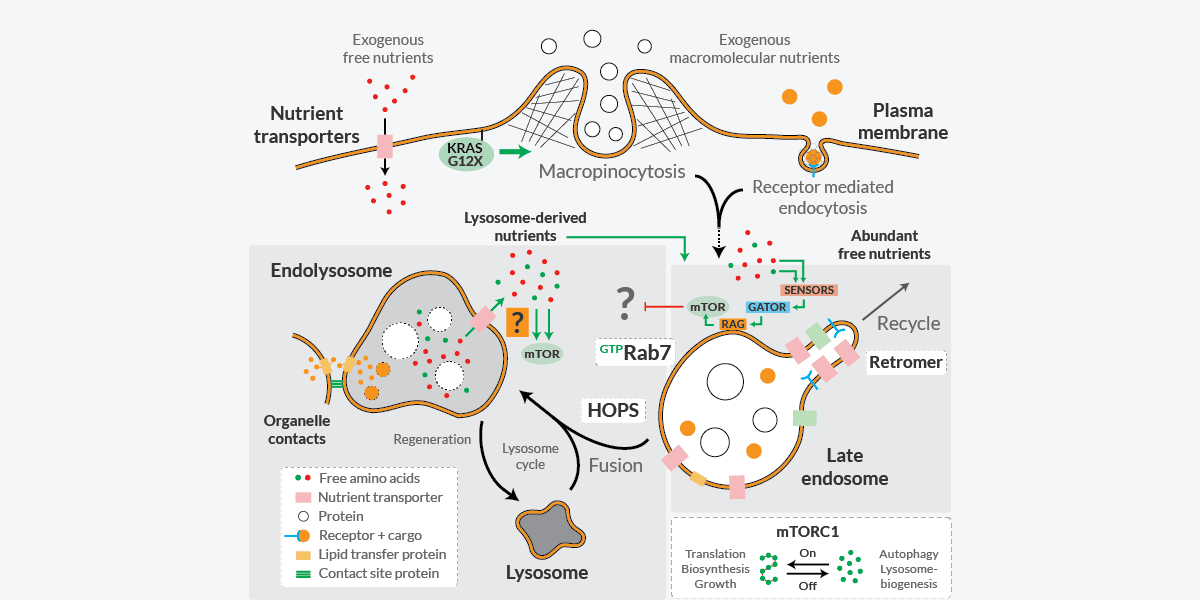 Exogenous
free nutrients
Exogenous
macromolecular nutrients
Nutrient
transporters
Plasma
membrane
KRAS
G12X
Macropinocytosis
Receptor mediated
endocytosis
Lysosome-derived
nutrients
Abundant
free nutrients
Endolysosome
SENSORS
?
mTOR
GATOR
RAG
?
mTOR
Recycle
GTPRab7
Retromer
HOPS
Organelle
contacts
Regeneration
Lysosome
cycle
Fusion
Late
endosome
Free amino acids
Nutrient transporter
Protein
Receptor + cargo
Lipid transfer protein
Contact site protein
Lysosome
mTORC1
Translation
Biosynthesis
Growth
On
Off
Autophagy
Lysosome-
biogenesis